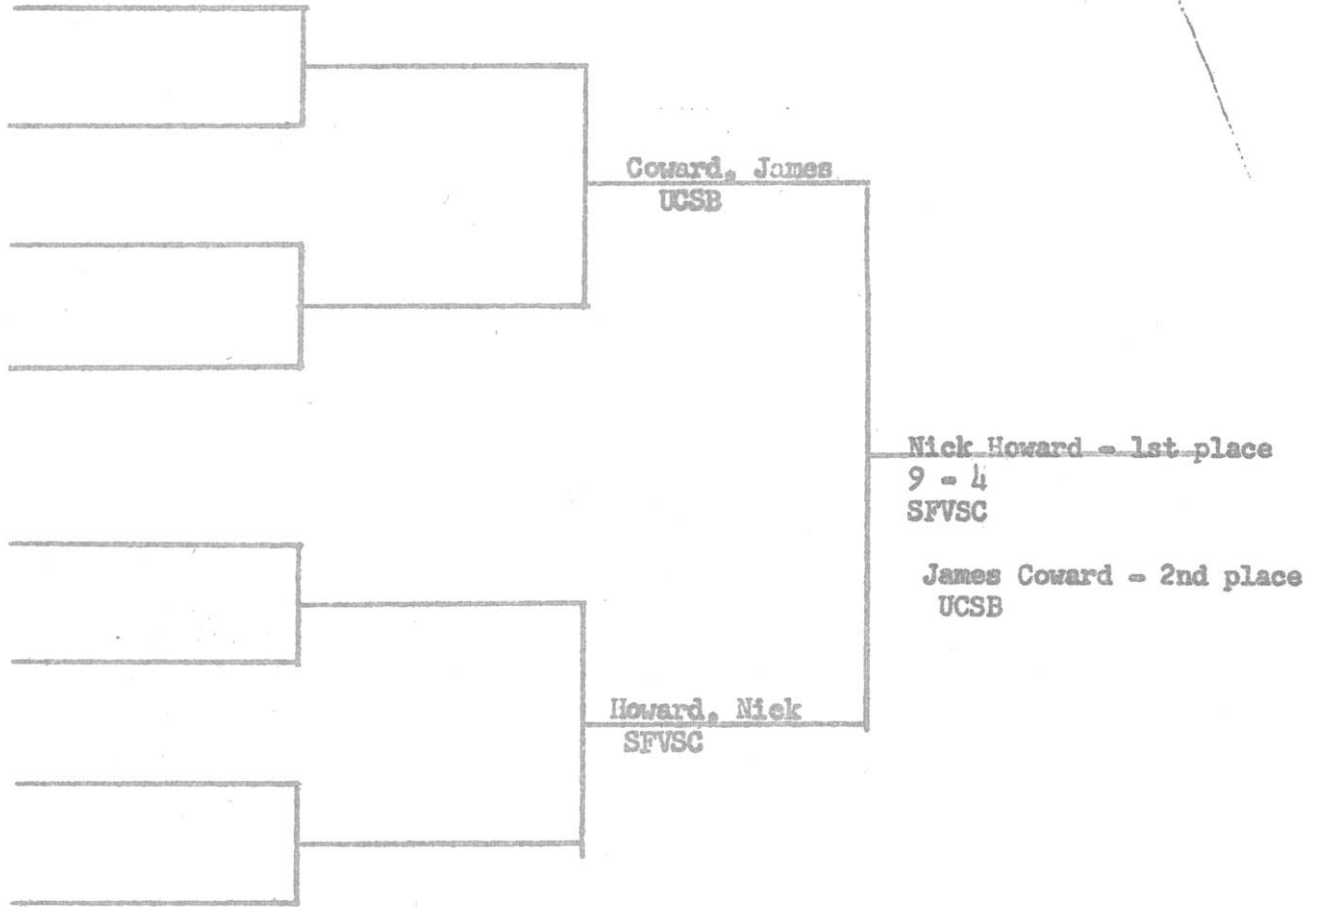 Coward, James
UCSB
Nick Howard - 1st place
9 - 4
SFVSC
James Coward - 2nd place
UCSB
Howard, Nick
SFVSC